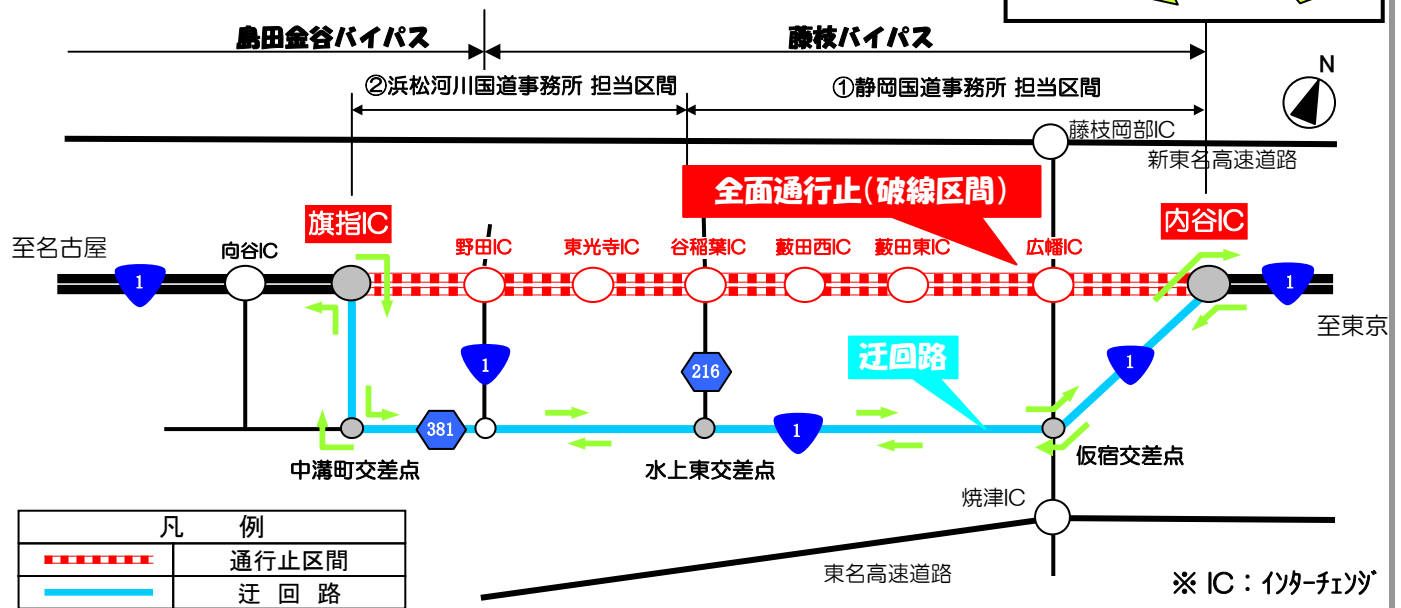 島田金谷バイパス
藤枝バイパス
②浜松河川国道事務所 担当区間
①静岡国道事務所 担当区間
N
藤枝岡部IC
新東名高速道路
全面通行止(破線区間)
旗指IC
内谷IC
至名古屋
向谷IC
野田IC
東光寺IC
谷稲葉IC
藪田西IC
藪田東IC
広幡IC
1
1
至東京
迂回路
1
216
1
381
1
中溝町交差点
水上東交差点
仮宿交差点
焼津IC
東名高速道路
凡 例
通行止区間
迂 回 路
※ IC：インターチェンジ